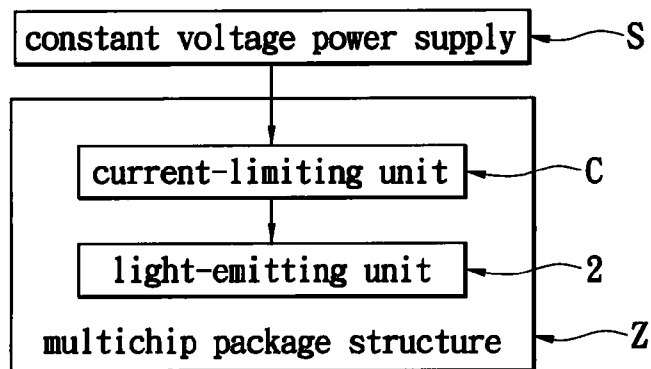 constant voltage power supply S
current-limiting unit C
light-emitting unit 2
multichip package structure Z